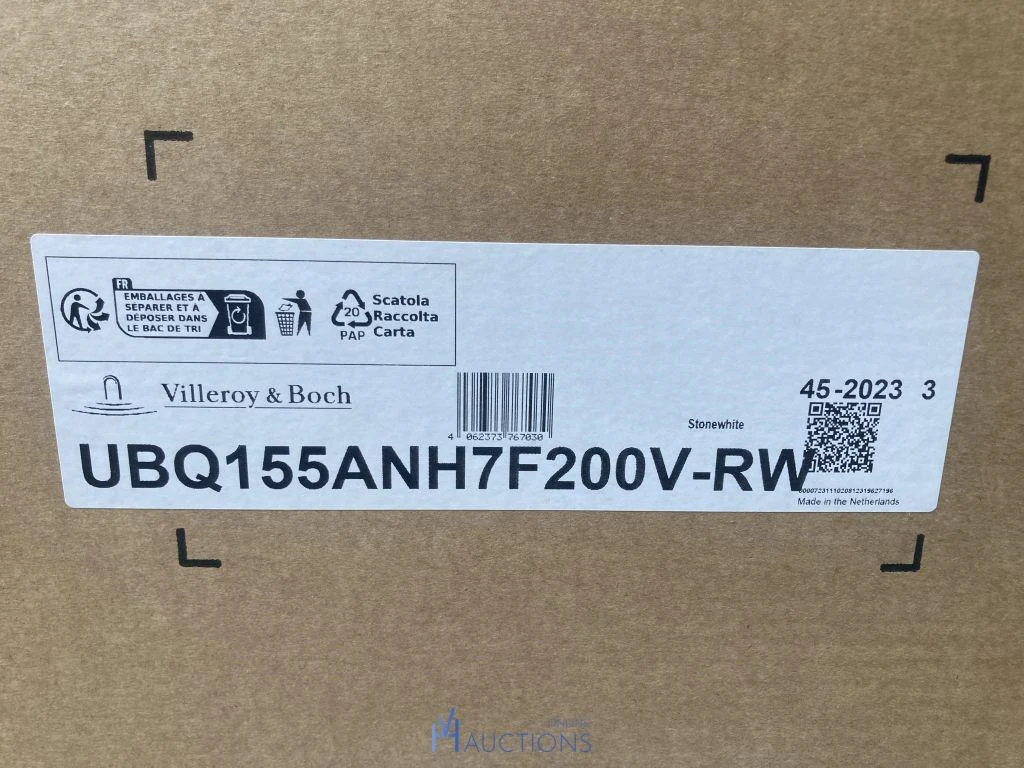 FR
EMBALLAGES À
SÉPARER ET À
DÉPOSER DANS
LE BAC DE TRI
20
PAP
Scatola
Raccolta
Carta
Villeroy & Boch
4 062373 767030
Stonewhite
45-2023 3
UBQ155ANH7F200V-RW
Made in the Netherlands
ONLINE
AUCTIONS